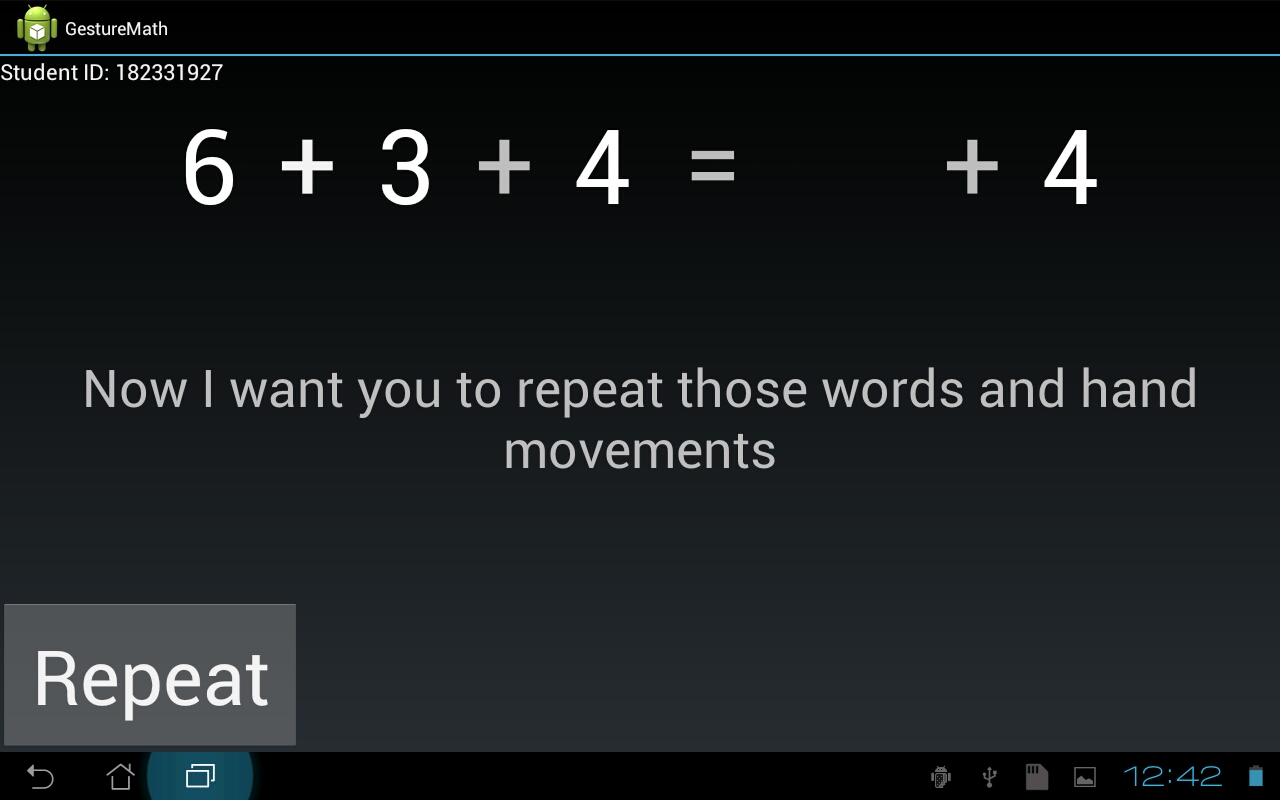 GestureMath
Student ID: 182331927
6 + 3 + 4 = + 4
Now I want you to repeat those words and hand
movements
Repeat
12:42